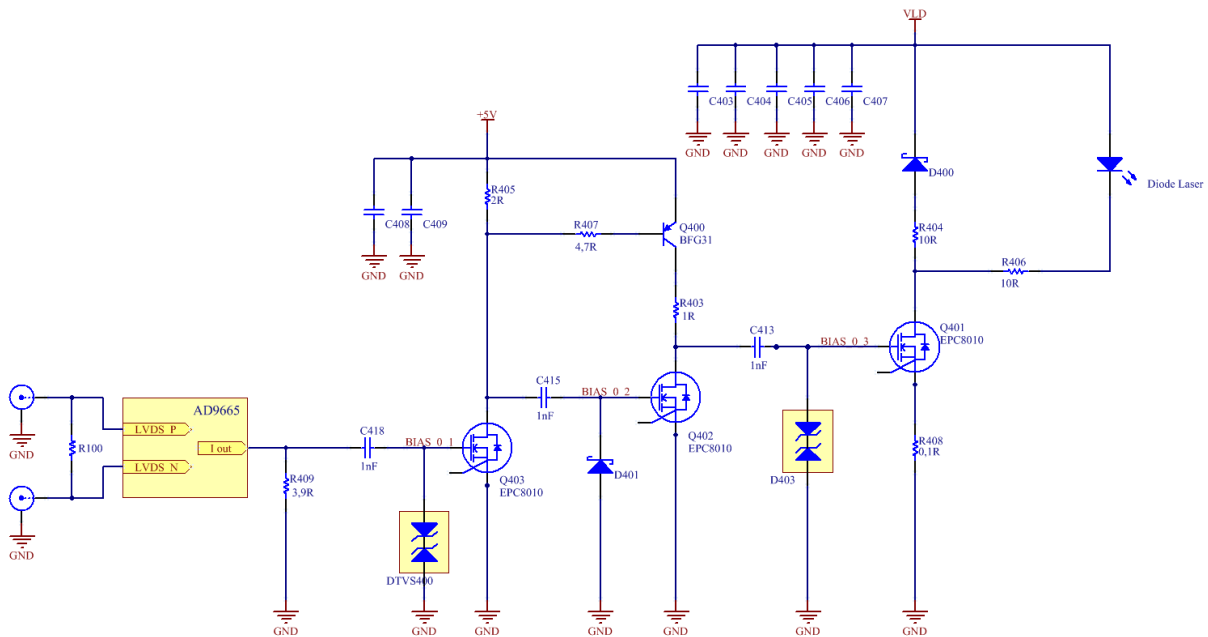 VLD
C403
C404
C405
C406
C407
GND
GND
GND
GND
GND
+5V
D400
Diode Laser
R405
2R
C408
C409
R407
4,7R
Q400
BFG31
R404
10R
R406
10R
GND
GND
R403
1R
C413
1nF
BIAS_0_3
Q401
EPC8010
C415
1nF
BIAS_0_2
AD9665
LVDS_P
I out
LVDS_N
R100
GND
GND
C418
1nF
BIAS_0_1
Q402
EPC8010
R408
0,1R
R409
3,9R
Q403
EPC8010
D401
D403
DTVS400
GND
GND
GND
GND
GND
GND
GND